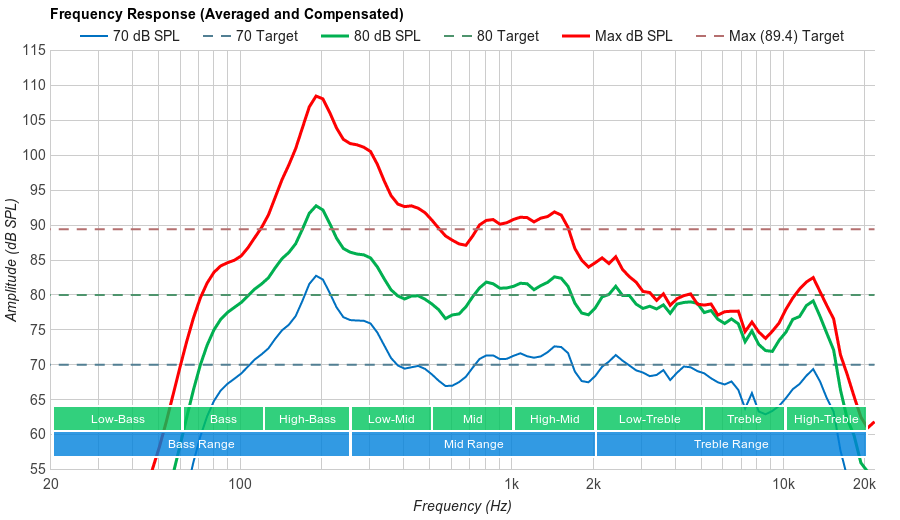 Frequency Response (Averaged and Compensated)
70 dB SPL 70 Target 80 dB SPL 80 Target Max dB SPL Max (89.4) Target
115
110
105
100
95
90
85
80
75
70
65
60
55
Amplitude (dB SPL)
Low-Bass Bass High-Bass Low-Mid Mid High-Mid Low-Treble Treble High-Treble
Bass Range Mid Range Treble Range
20 100 1k 2k 10k 20k
Frequency (Hz)